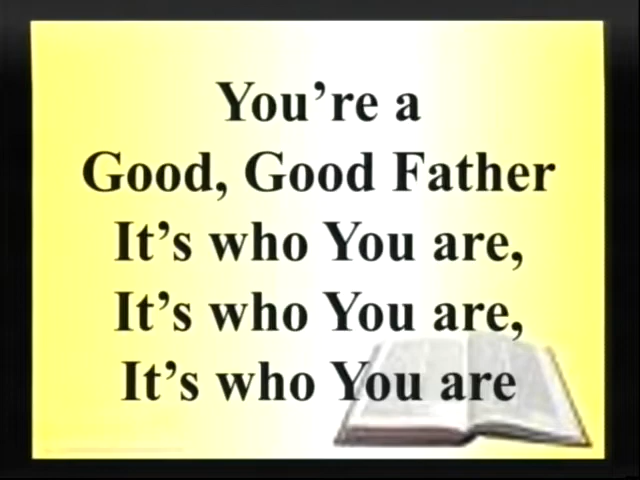 You’re a
Good, Good Father
It’s who You are,
It’s who You are,
It’s who You are